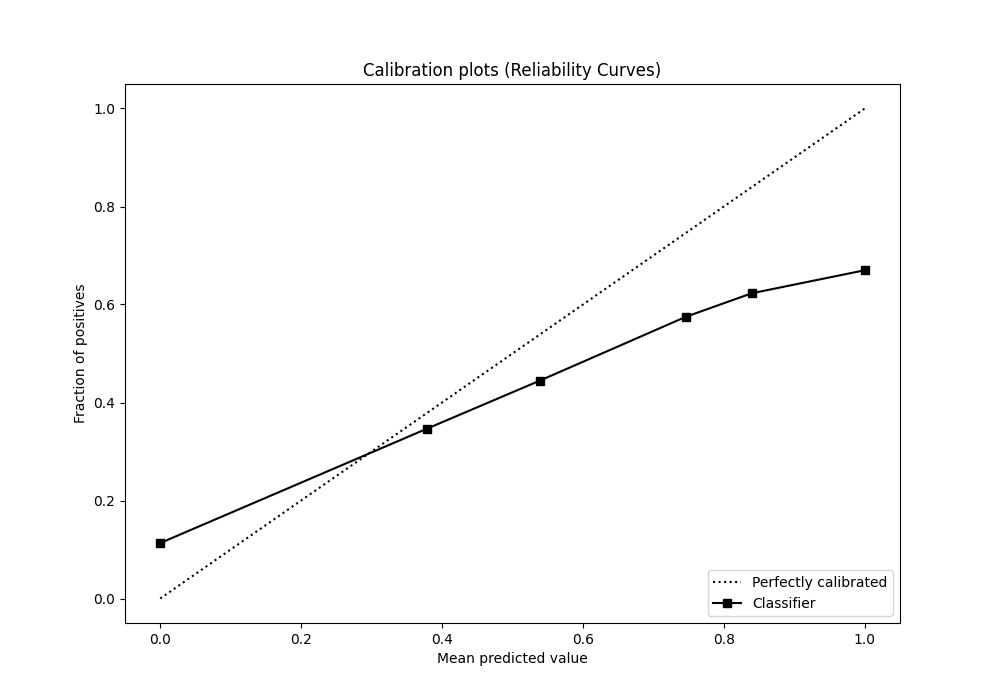 Calibration plots (Reliability Curves)
1.0
0.8
0.6
0.4
0.2
0.0
Fraction of positives
0.0 0.2 0.4 0.6 0.8 1.0
Mean predicted value
Perfectly calibrated
Classifier